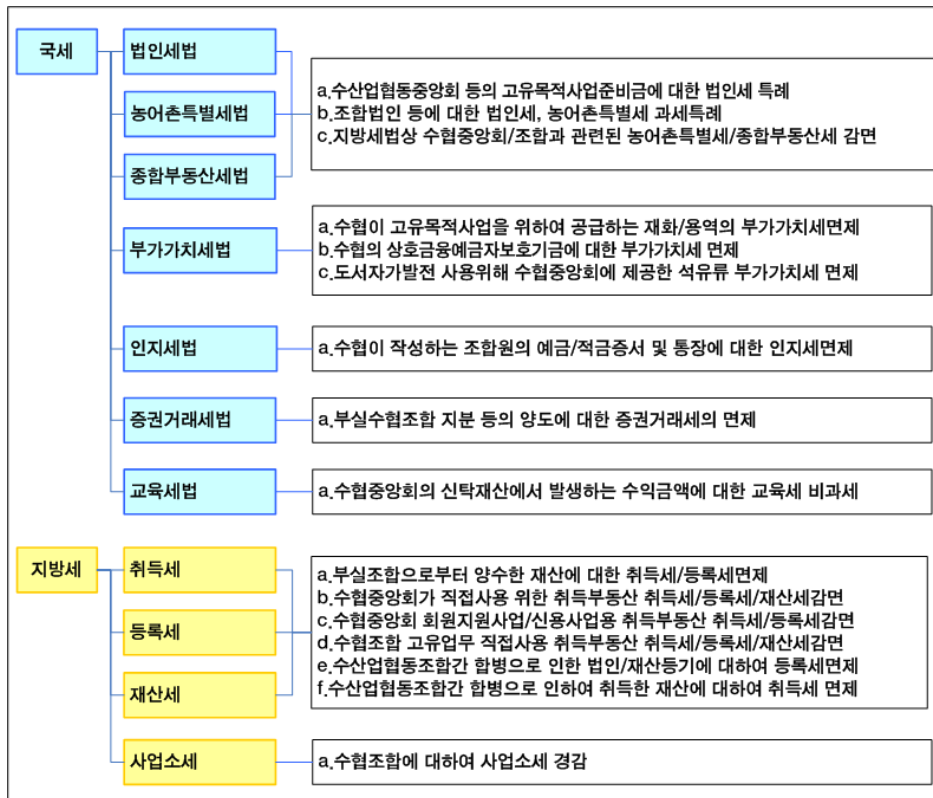 국세
법인세법
농어촌특별세법
종합부동산세법
a.수산업협동중앙회 등의 고유목적사업준비금에 대한 법인세 특례
b.조합법인 등에 대한 법인세, 농어촌특별세 과세특례
c.지방세법상 수협중앙회/조합과 관련된 농어촌특별세/종합부동산세 감면
부가가치세법
a.수협이 고유목적사업을 위하여 공급하는 재화/용역의 부가가치세면제
b.수협의 상호금융예금자보호기금에 대한 부가가치세 면제
c.도서자가발전 사용위해 수협중앙회에 제공한 석유류 부가가치세 면제
인지세법
a.수협이 작성하는 조합원의 예금/적금증서 및 통장에 대한 인지세면제
증권거래세법
a.부실수협조합 지분 등의 양도에 대한 증권거래세의 면제
교육세법
a.수협중앙회의 신탁재산에서 발생하는 수익금액에 대한 교육세 비과세
지방세
취득세
등록세
재산세
a.부실조합으로부터 양수한 재산에 대한 취득세/등록세면제
b.수협중앙회가 직접사용 위한 취득부동산 취득세/등록세/재산세감면
c.수협중앙회 회원지원사업/신용사업용 취득부동산 취득세/등록세감면
d.수협조합 고유업무 직접사용 취득부동산 취득세/등록세/재산세감면
e.수산업협동조합간 합병으로 인한 법인/재산등기에 대하여 등록세면제
f.수산업협동조합간 합병으로 인하여 취득한 재산에 대하여 취득세 면제
사업소세
a.수협조합에 대하여 사업소세 경감